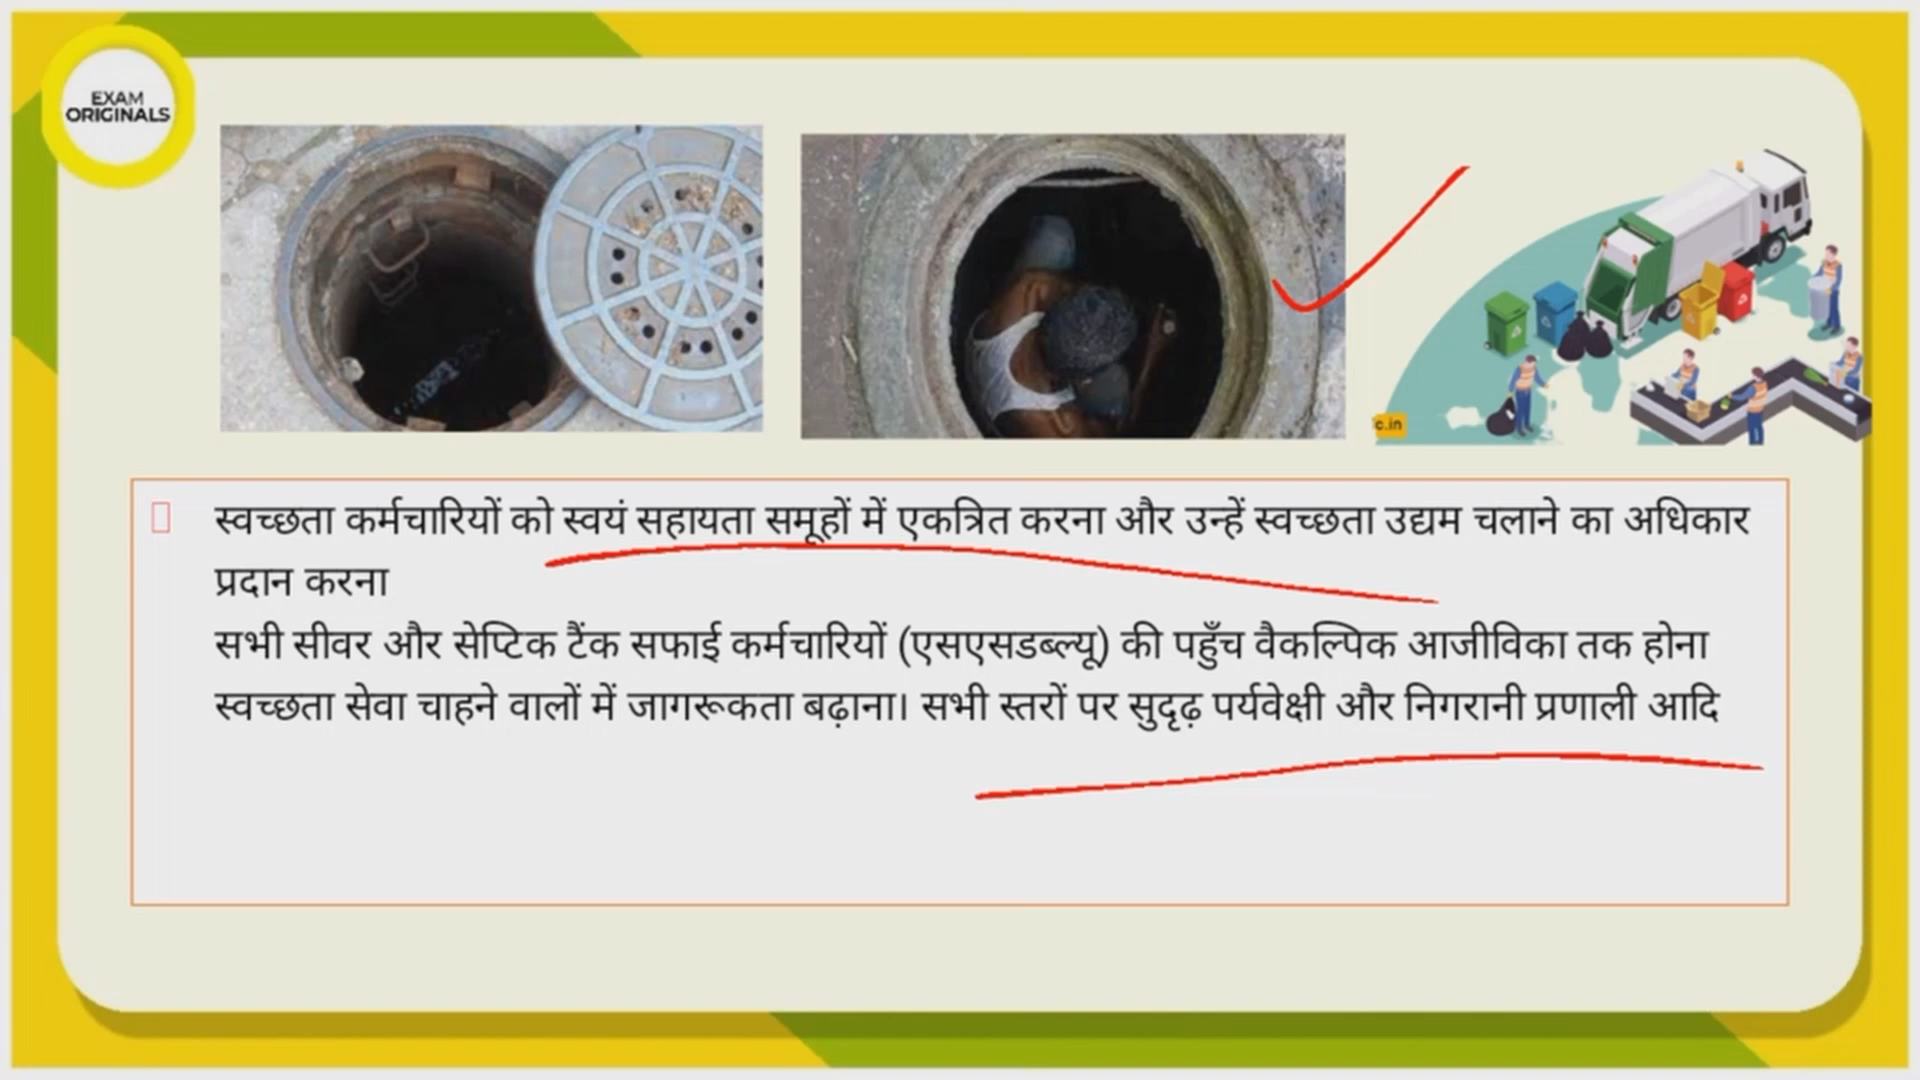 EXAM
ORIGINALS
c.in
स्वच्छता कर्मचारियों को स्वयं सहायता समूहों में एकत्रित करना और उन्हें स्वच्छता उद्यम चलाने का अधिकार
प्रदान करना
सभी सीवर और सेप्टिक टैंक सफाई कर्मचारियों (एसएसडब्ल्यू) की पहुँच वैकल्पिक आजीविका तक होना
स्वच्छता सेवा चाहने वालों में जागरूकता बढ़ाना। सभी स्तरों पर सुदृढ़ पर्यवेक्षी और निगरानी प्रणाली आदि